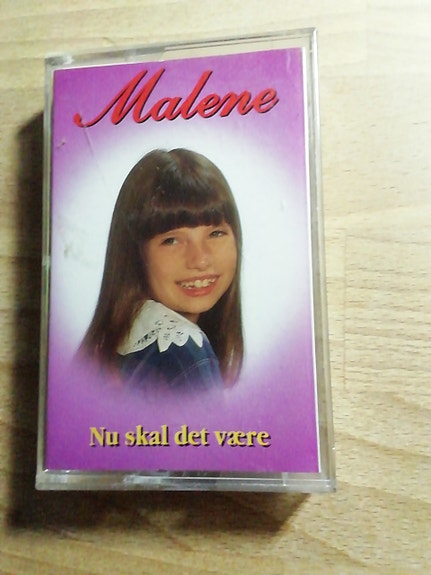 Malene
Nu skal det være